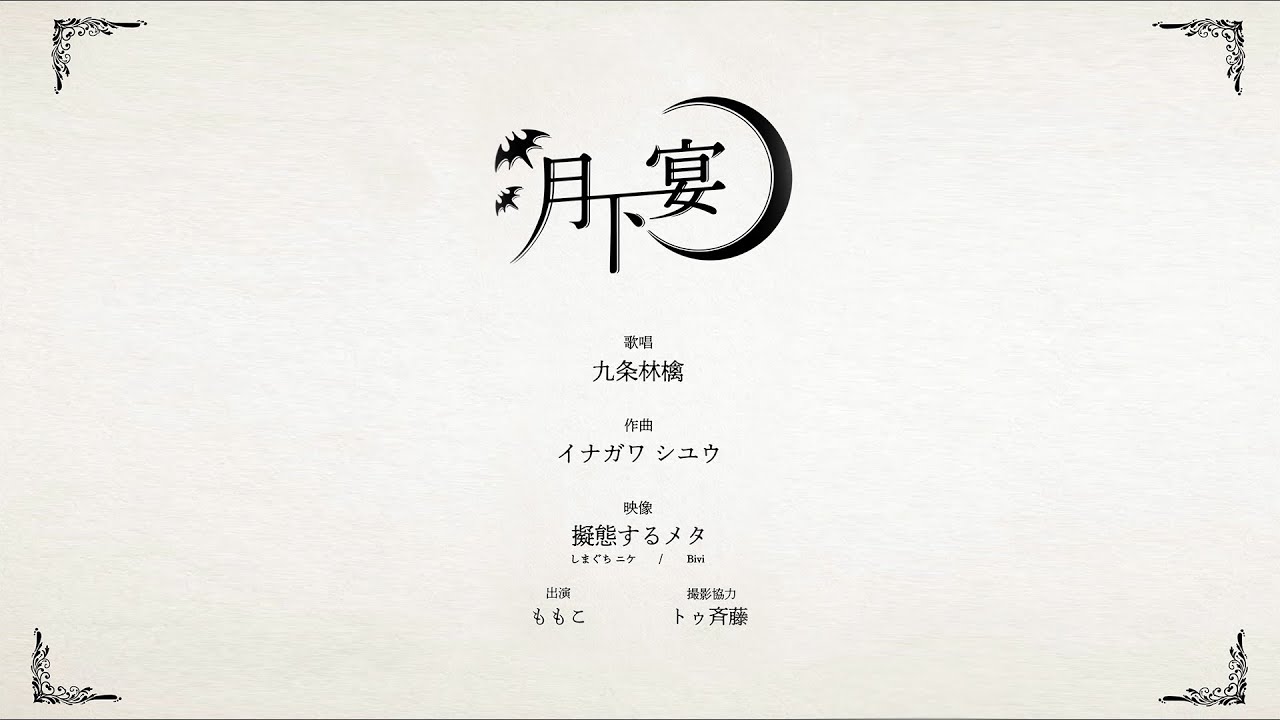 月下宴
歌唱
九条林檎
作曲
イナガワ シユウ
映像
擬態するメタ
しまぐち ニケ / Bivi
出演 撮影協力
ももこ トゥ斉藤